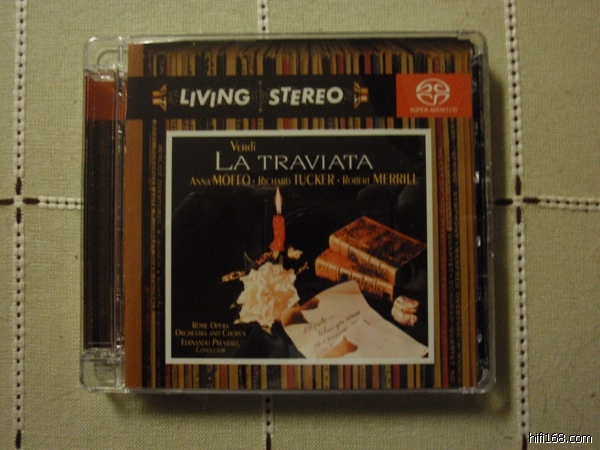 LIVING STEREO
SUPER AUDIO CD
Verdi
LA TRAVIATA
ANNA MOFFO • RICHARD TUCKER • ROBERT MERRILL
ROME OPERA
ORCHESTRA AND CHORUS
FERNANDO PREVITALI,
CONDUCTOR
hifi168.com